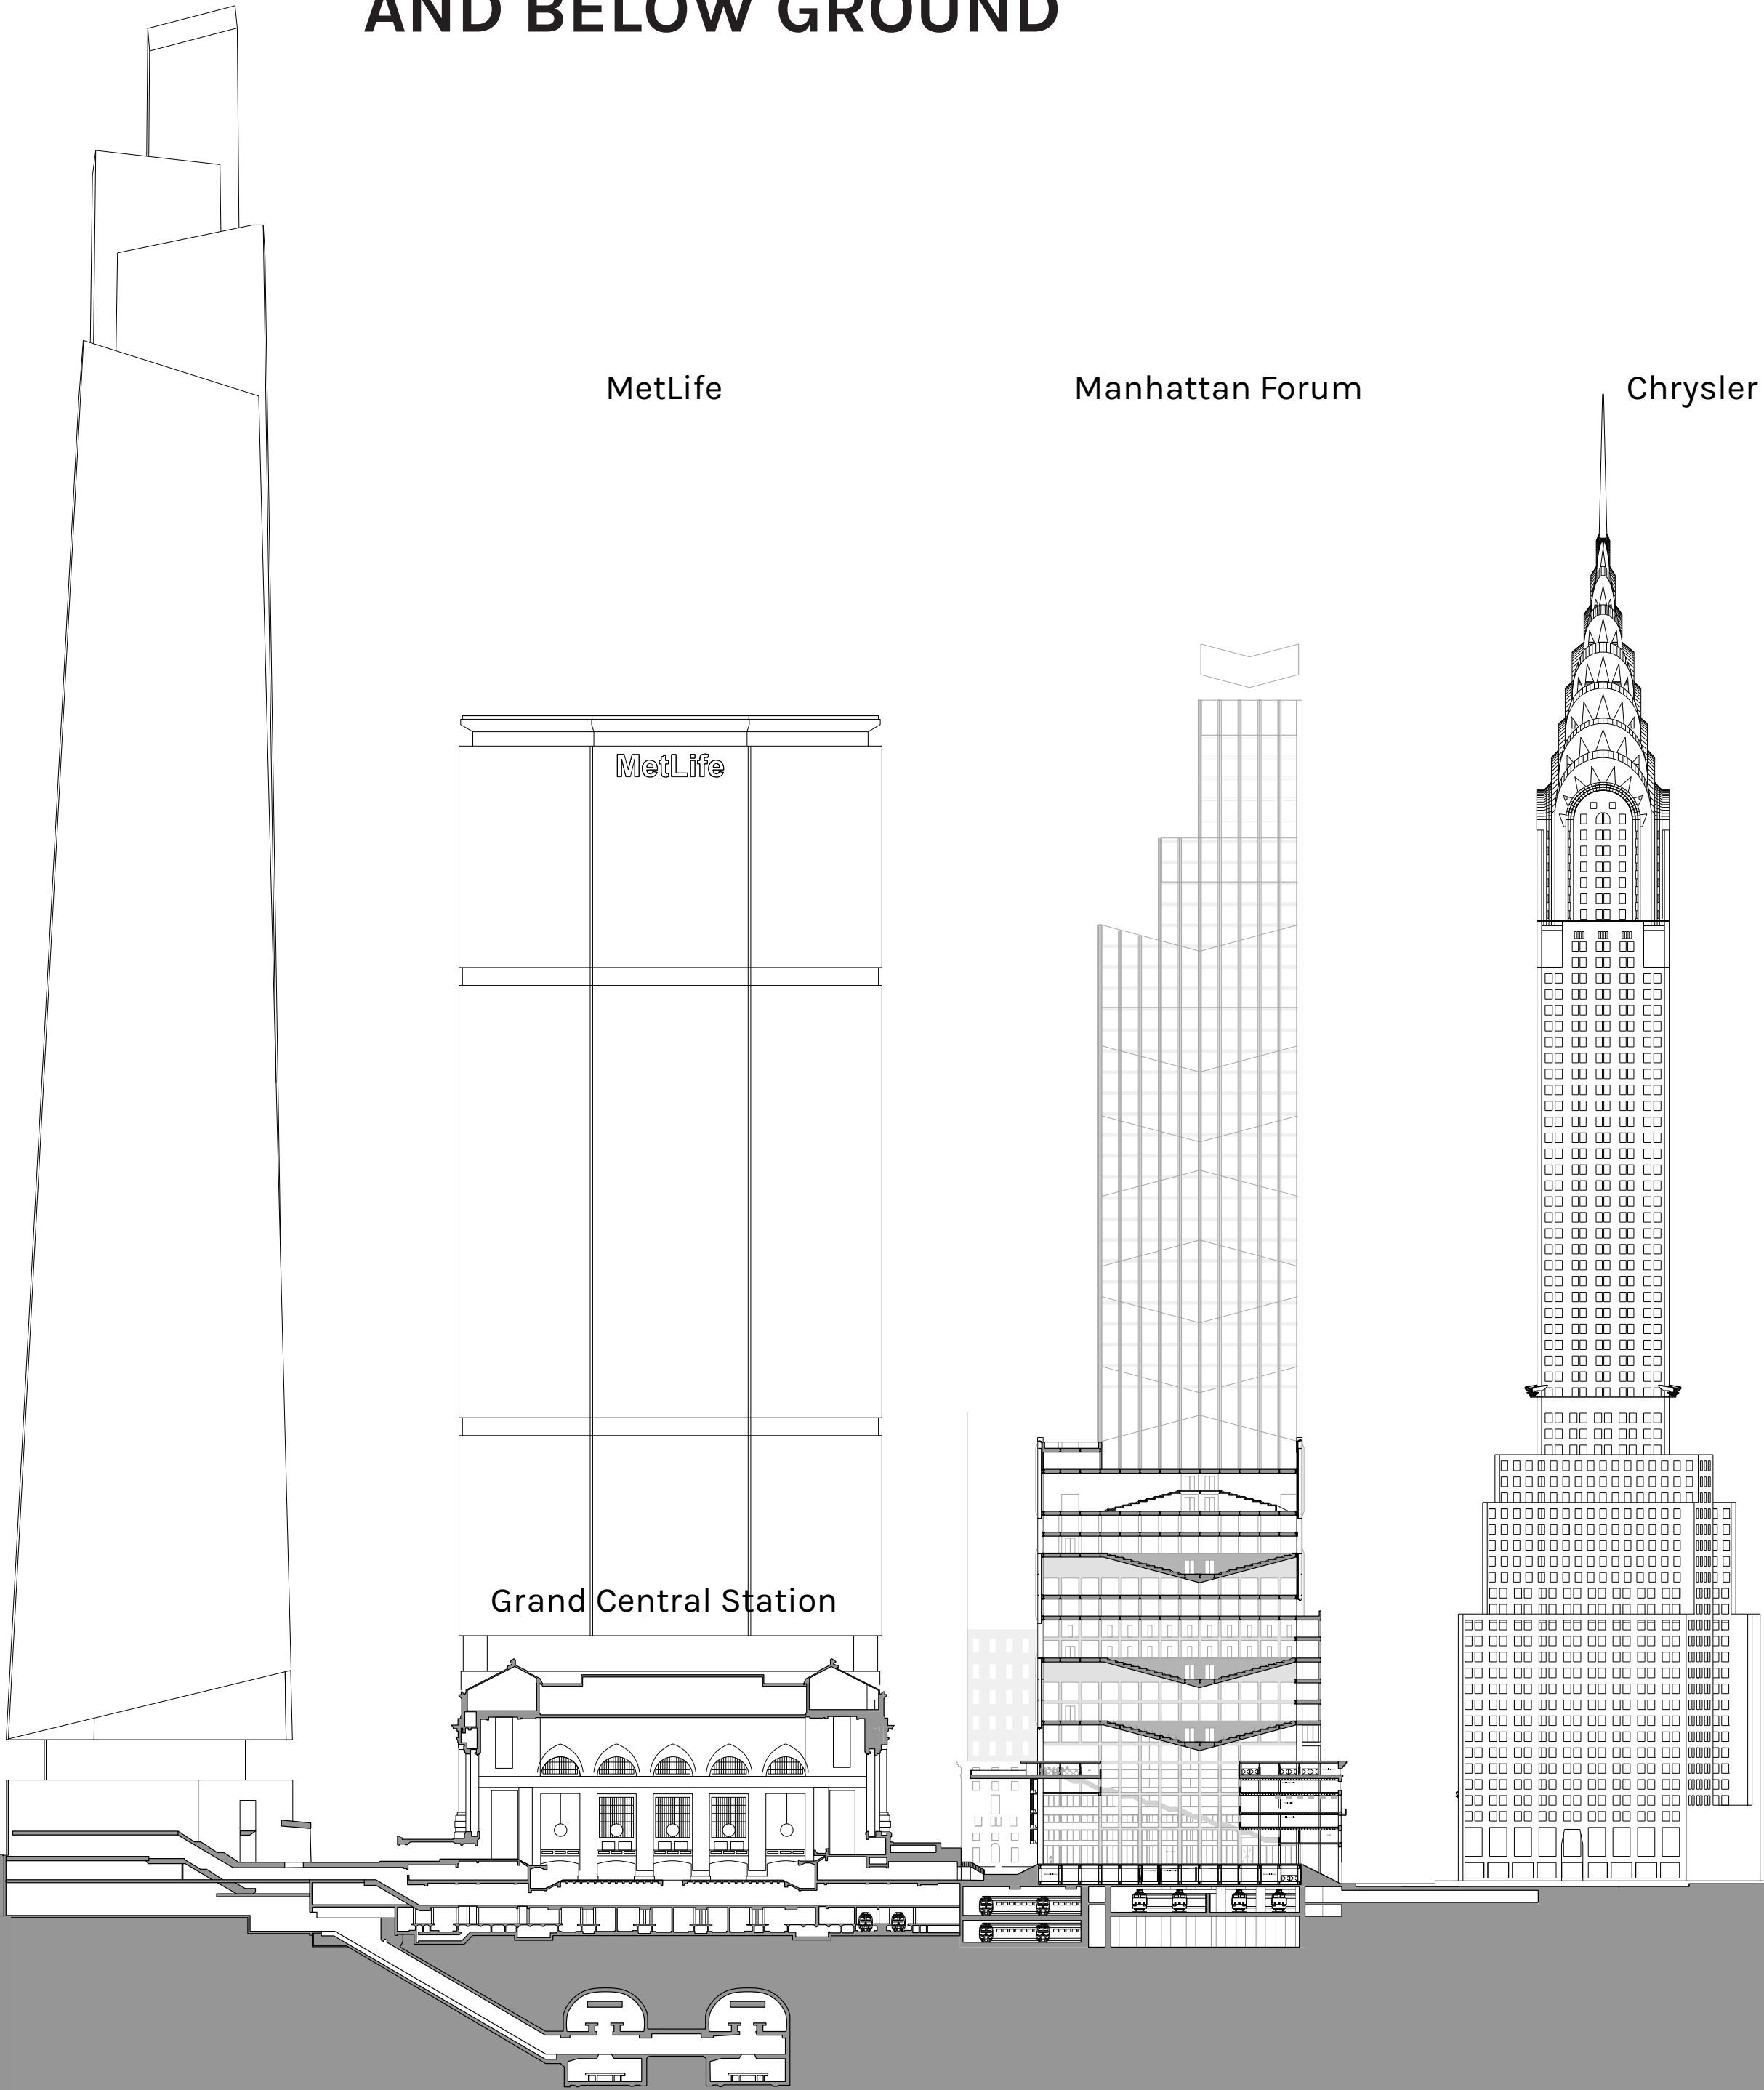 AND BELOW GROUND
MetLife
Manhattan Forum
Chrysler
MetLife
Grand Central Station